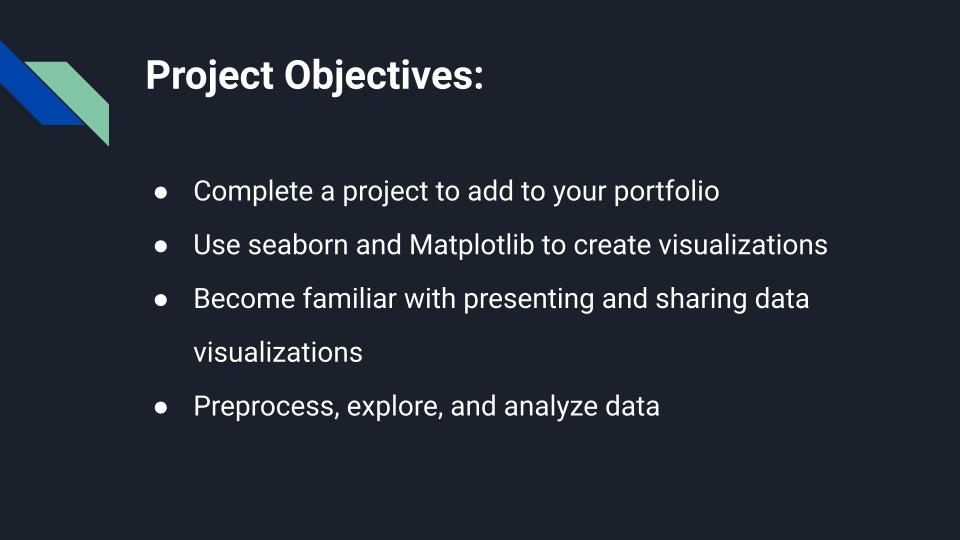 Project Objectives:
● Complete a project to add to your portfolio
● Use seaborn and Matplotlib to create visualizations
● Become familiar with presenting and sharing data
visualizations
● Preprocess, explore, and analyze data